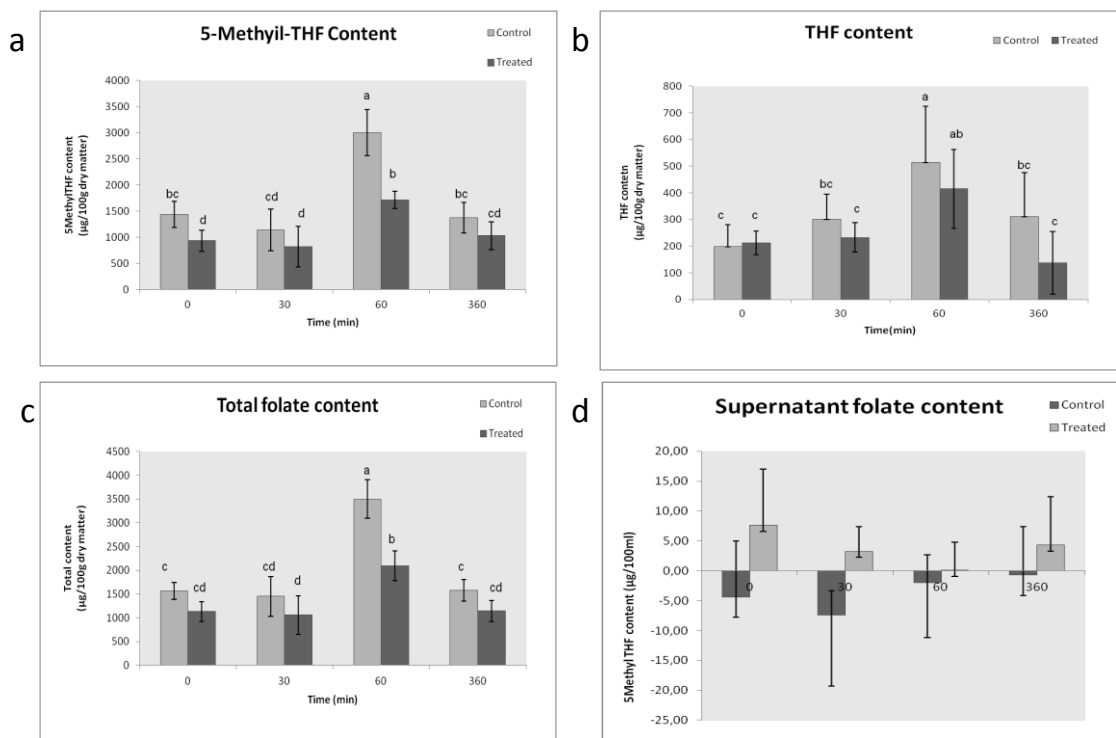 a
5-Methyil-THF Content
Control
Treated
5MethylTHF content
(µg/100g dry matter)
4000
3500
3000
2500
2000
1500
1000
500
0
bc
d
cd
d
a
b
bc
cd
0
30
60
360
Time (min)
b
THF content
Control
Treated
THF contetn
(µg/100g dry matter)
800
700
600
500
400
300
200
100
0
c
c
bc
c
a
ab
bc
c
0
30
60
360
Time(min)
c
Total folate content
Control
Treated
Total content
(µg/100g dry matter)
4500
4000
3500
3000
2500
2000
1500
1000
500
0
c
cd
cd
d
a
b
c
cd
0
30
60
360
Time (min)
d
Supernatant folate content
Control
Treated
5Methyl THF content (µg/100ml)
20,00
15,00
10,00
5,00
0,00
-5,00
-10,00
-15,00
-20,00
-25,00
0
30
60
360